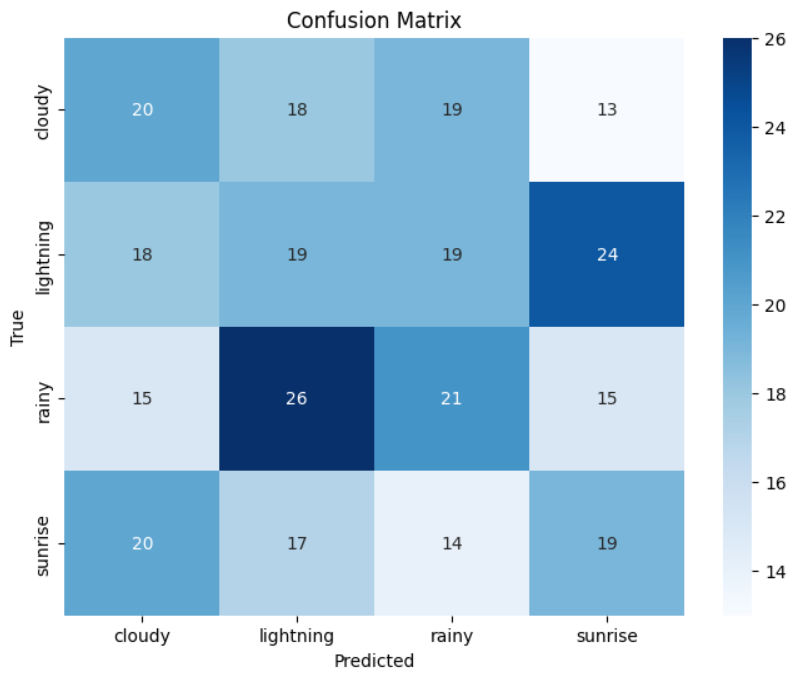 Confusion Matrix
cloudy 20 18 19 13
lightning 18 19 19 24
rainy 15 26 21 15
sunrise 20 17 14 19
cloudy lightning rainy sunrise
Predicted
True
26
24
22
20
18
16
14